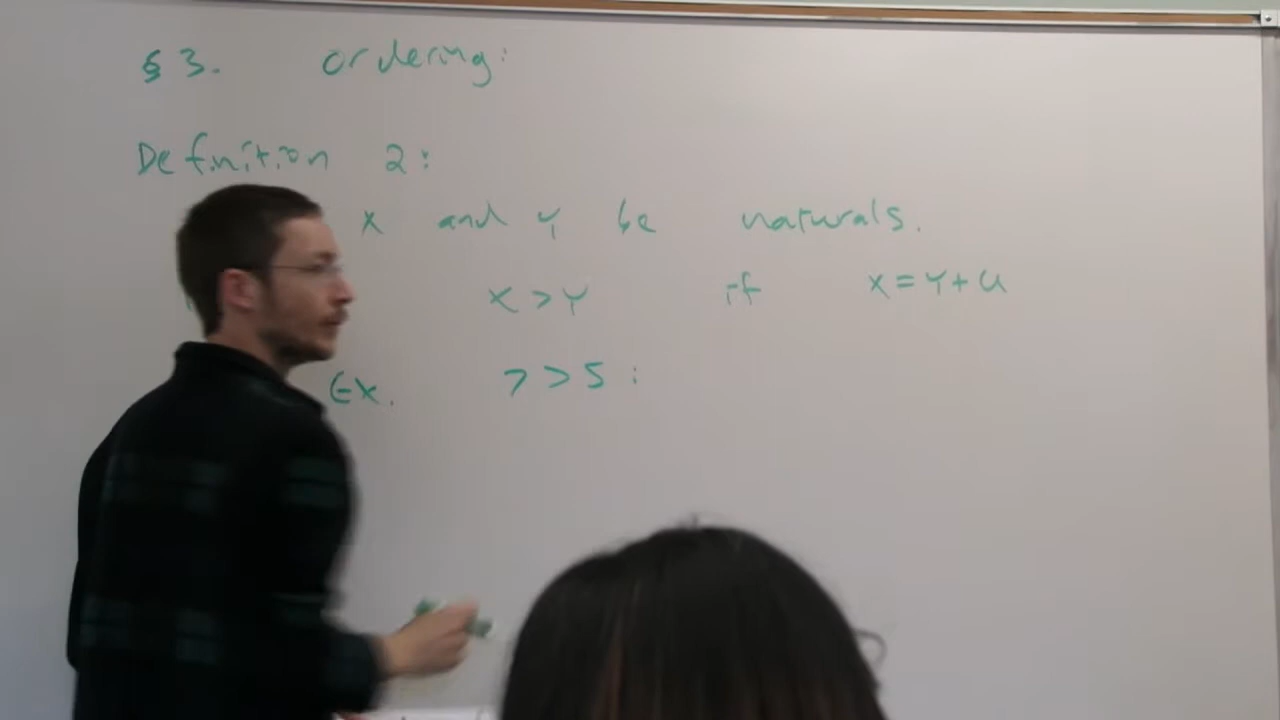 § 3. ordering:
Definition 2:
x and y be naturals.
x > y if x = y + u
Ex. 7 > 5 :